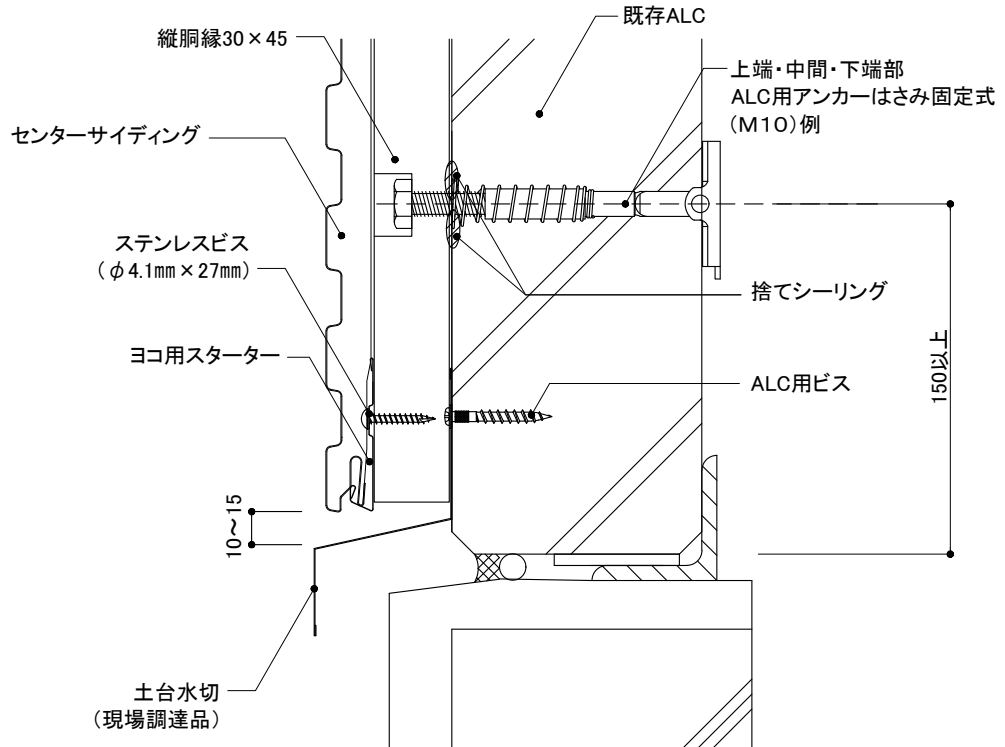 既存ALC
縦胴縁30×45
上端・中間・下端部
ALC用アンカーはさみ固定式
(M10)例
センターサイディング
ステンレスビス
(φ4.1mm×27mm)
捨てシーリング
ヨコ用スターター
ALC用ビス
150以上
10～15
土台水切
(現場調達品)